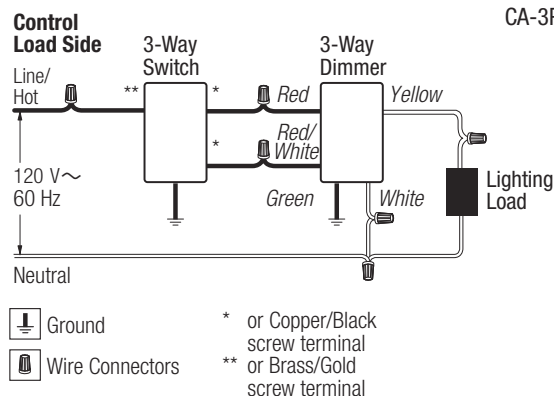 Control
Load Side
CA-3P
3-Way
Switch
3-Way
Dimmer
Line/
Hot
**
*
Red
Yellow
*
Red/
White
120 V～
60 Hz
Green
White
Lighting
Load
Neutral
Ground
Wire Connectors
* or Copper/Black
screw terminal
** or Brass/Gold
screw terminal